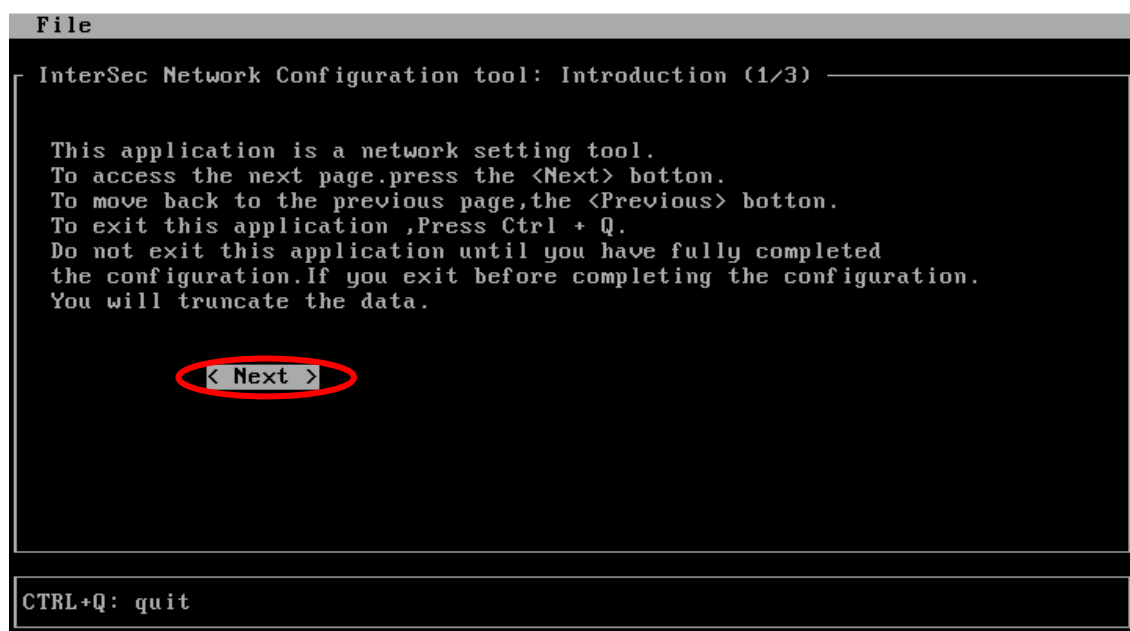 File
InterSec Network Configuration tool: Introduction (1/3)
This application is a network setting tool.
To access the next page.press the <Next> botton.
To move back to the previous page,the <Previous> botton.
To exit this application ,Press Ctrl + Q.
Do not exit this application until you have fully completed
the configuration.If you exit before completing the configuration.
You will truncate the data.
< Next >
CTRL+Q: quit